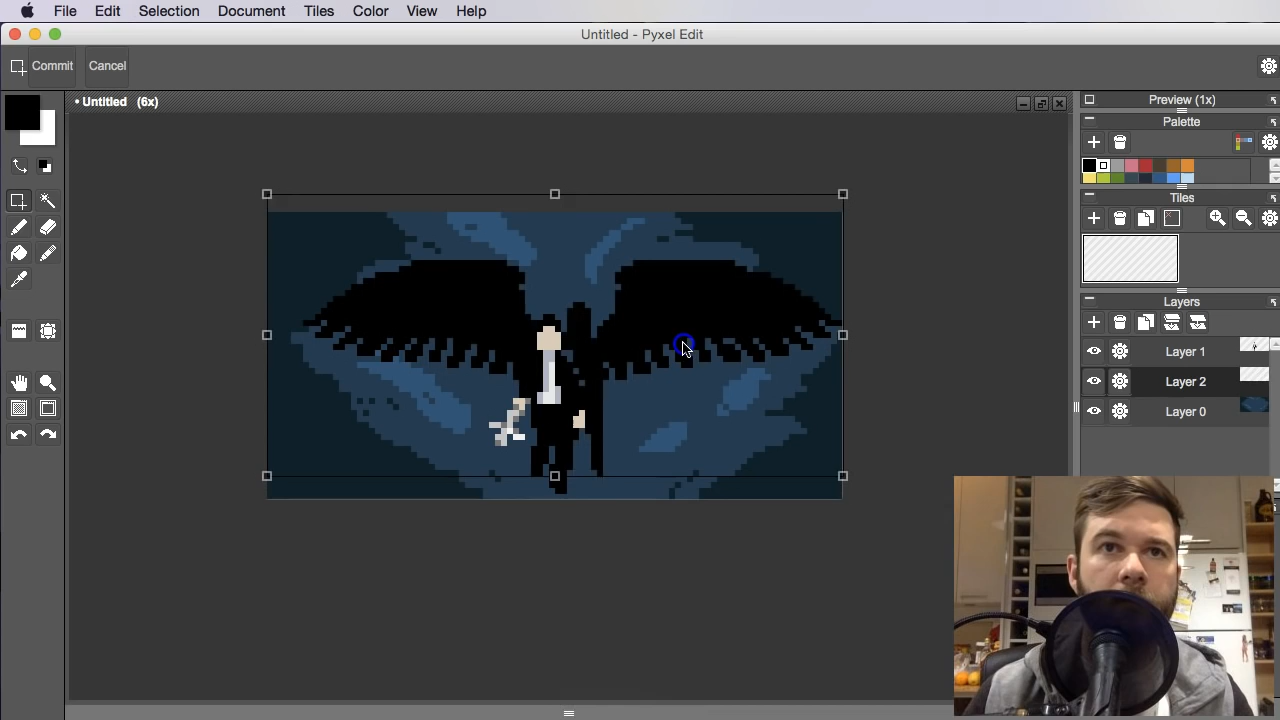 File Edit Selection Document Tiles Color View Help
Untitled - Pyxel Edit
Commit Cancel
• Untitled (6x)
Preview (1x)
Palette
Tiles
Layers
Layer 1
Layer 2
Layer 0